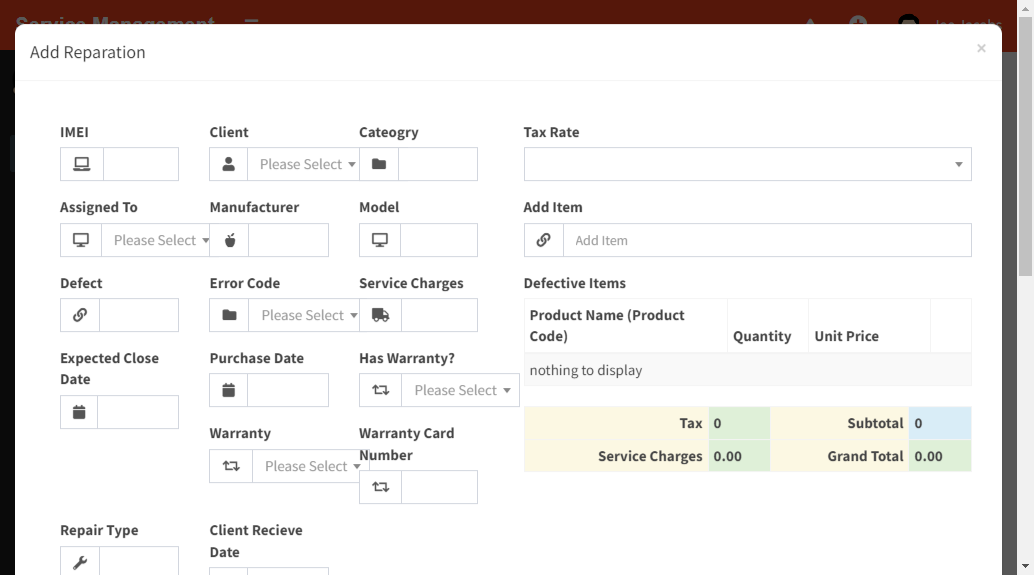 Service Management
Joe Jacobs
Add Reparation
×
IMEI
Client
Please Select
Cateogry
Tax Rate
Assigned To
Please Select
Manufacturer
Model
Add Item
Add Item
Defect
Error Code
Please Select
Service Charges
Defective Items
Product Name (Product
Code)
Quantity
Unit Price
nothing to display
Expected Close
Date
Purchase Date
Has Warranty?
Please Select
Tax 0 Subtotal 0
Service Charges 0.00 Grand Total 0.00
Warranty
Please Select
Warranty Card
Number
Repair Type
Client Recieve
Date